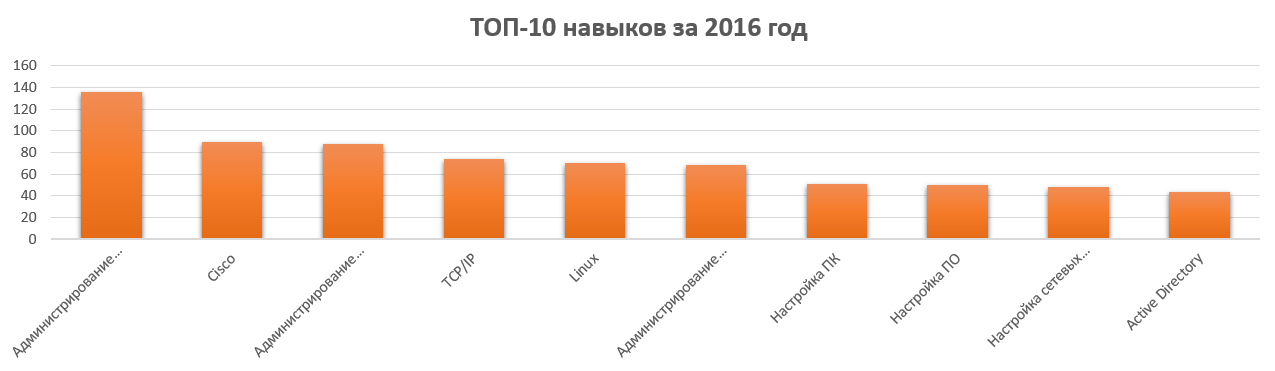 ТОП-10 навыков за 2016 год
160
140
120
100
80
60
40
20
0
Администрирование...
Cisco
Администрирование...
TCP/IP
Linux
Администрирование...
Настройка ПК
Настройка ПО
Настройка сетевых...
Active Directory